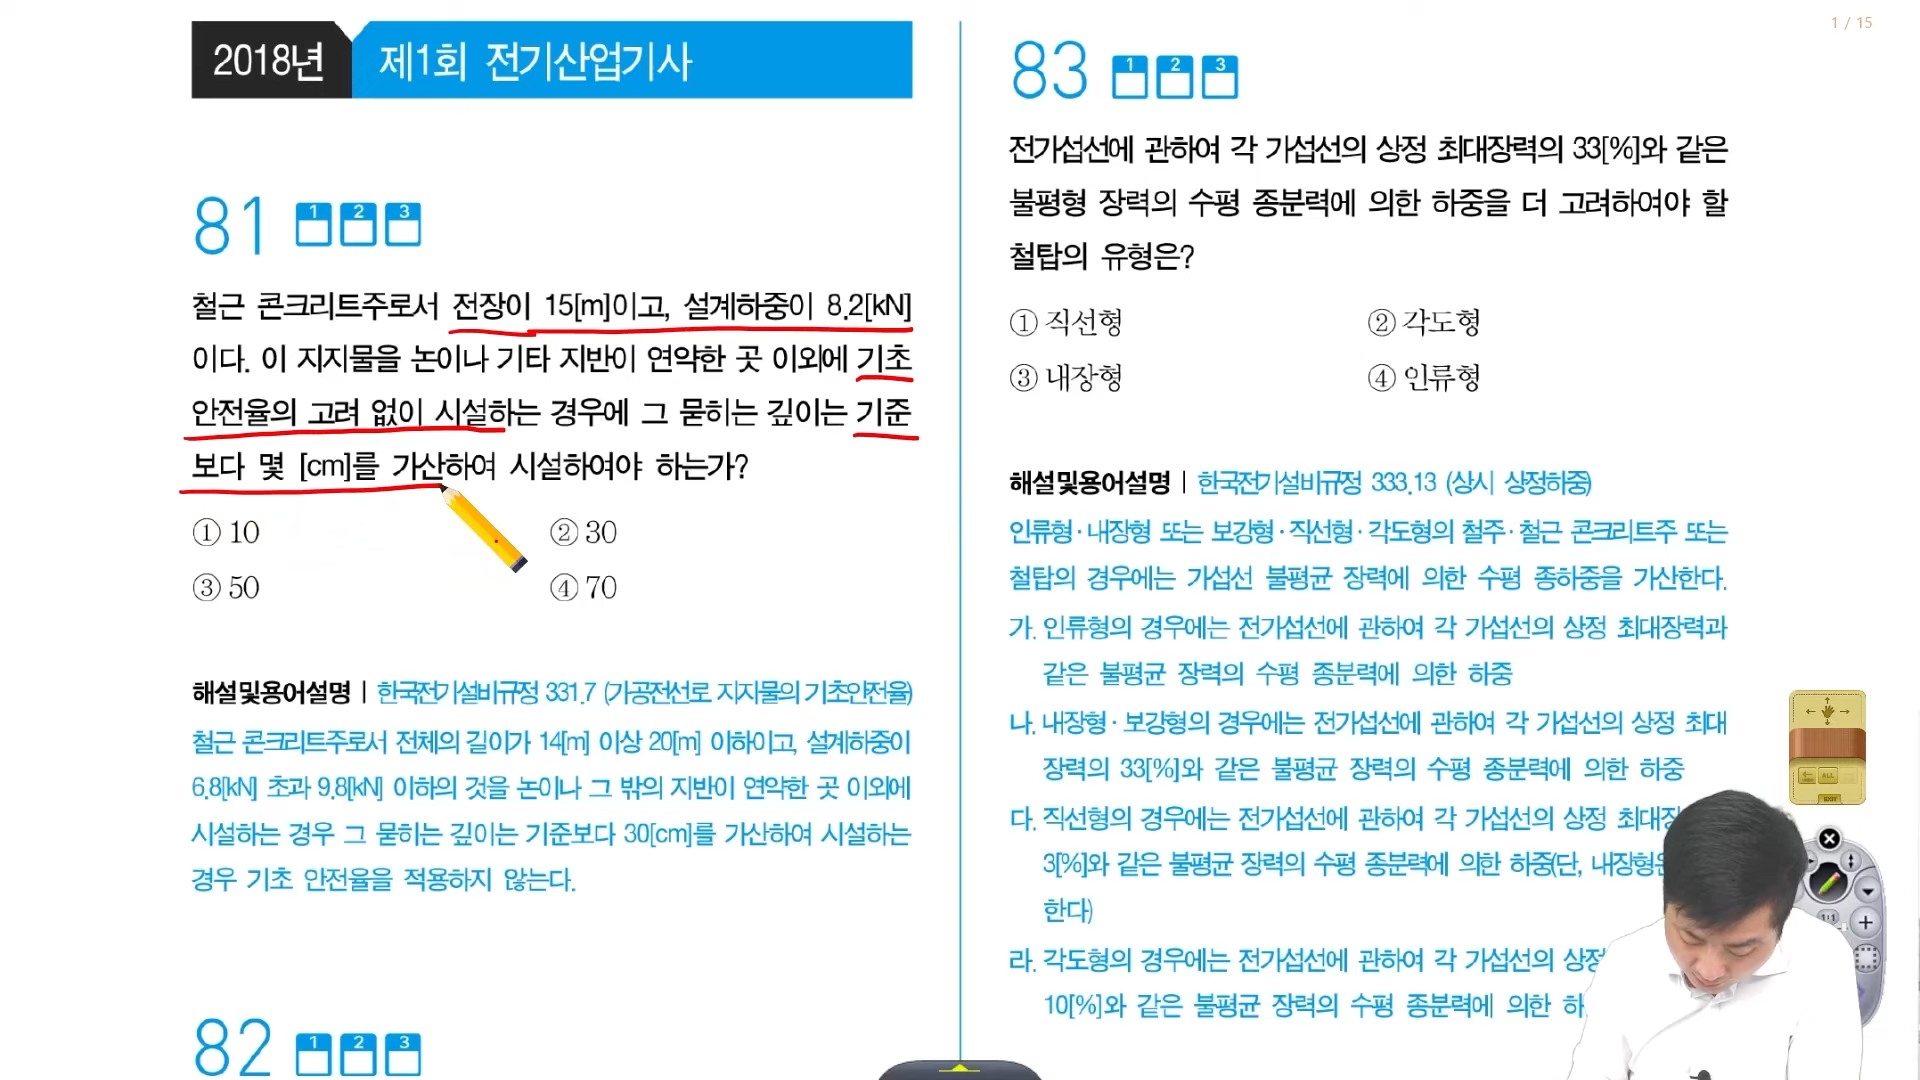 1 / 15
2018년 제1회 전기산업기사
81 1 2 3
철근 콘크리트주로서 전장이 15[m]이고, 설계하중이 8.2[kN]
이다. 이 지지물을 논이나 기타 지반이 연약한 곳 이외에 기초
안전율의 고려 없이 시설하는 경우에 그 묻히는 깊이는 기준
보다 몇 [cm]를 가산하여 시설하여야 하는가?
① 10 ② 30
③ 50 ④ 70
해설및용어설명 | 한국전기설비규정 331.7 (가공전선로 지지물의 기초안전율)
철근 콘크리트주로서 전체의 길이가 14[m] 이상 20[m] 이하이고, 설계하중이
6.8[kN] 초과 9.8[kN] 이하의 것을 논이나 그 밖의 지반이 연약한 곳 이외에
시설하는 경우 그 묻히는 깊이는 기준보다 30[cm]를 가산하여 시설하는
경우 기초 안전율을 적용하지 않는다.
82 1 2 3
83 1 2 3
전가섭선에 관하여 각 가섭선의 상정 최대장력의 33[%]와 같은
불평형 장력의 수평 종분력에 의한 하중을 더 고려하여야 할
철탑의 유형은?
① 직선형 ② 각도형
③ 내장형 ④ 인류형
해설및용어설명 | 한국전기설비규정 333.13 (상시 상정하중)
인류형·내장형 또는 보강형·직선형·각도형의 철주·철근 콘크리트주 또는
철탑의 경우에는 가섭선 불평균 장력에 의한 수평 종하중을 가산한다.
가. 인류형의 경우에는 전가섭선에 관하여 각 가섭선의 상정 최대장력과
같은 불평균 장력의 수평 종분력에 의한 하중
나. 내장형·보강형의 경우에는 전가섭선에 관하여 각 가섭선의 상정 최대
장력의 33[%]와 같은 불평균 장력의 수평 종분력에 의한 하중
다. 직선형의 경우에는 전가섭선에 관하여 각 가섭선의 상정
3[%]와 같은 불평균 장력의 수평 종분력에 의한 하중(단, 내장형은
한다)
라. 각도형의 경우에는 전가섭선에 관하여 각 가섭선의 상정
10[%]와 같은 불평균 장력의 수평 종분력에 의한
ALL